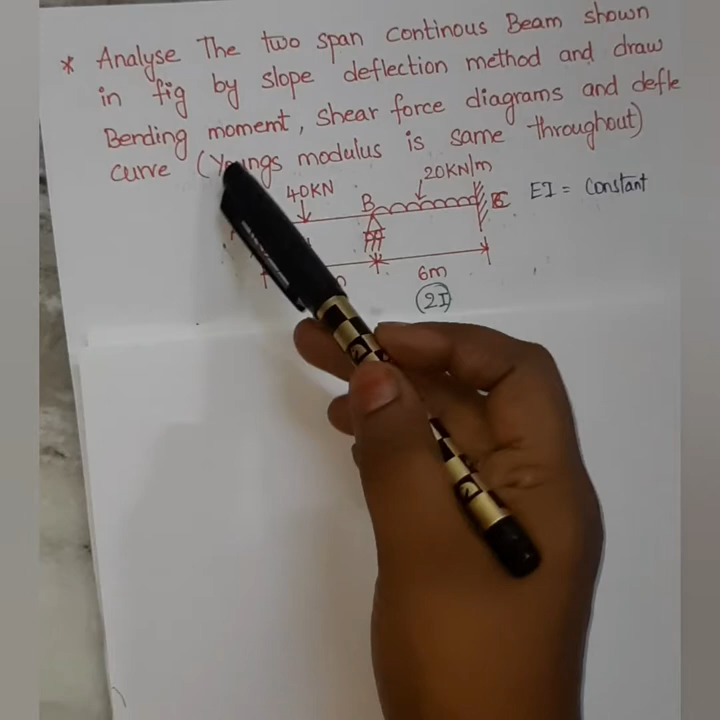 * Analyse The two span continous Beam shown
in fig by slope deflection method and draw
Bending moment, shear force diagrams and defle
curve (Youngs modulus is same throughout)
40KN B 20KN/m C EI = Constant
6m
2I